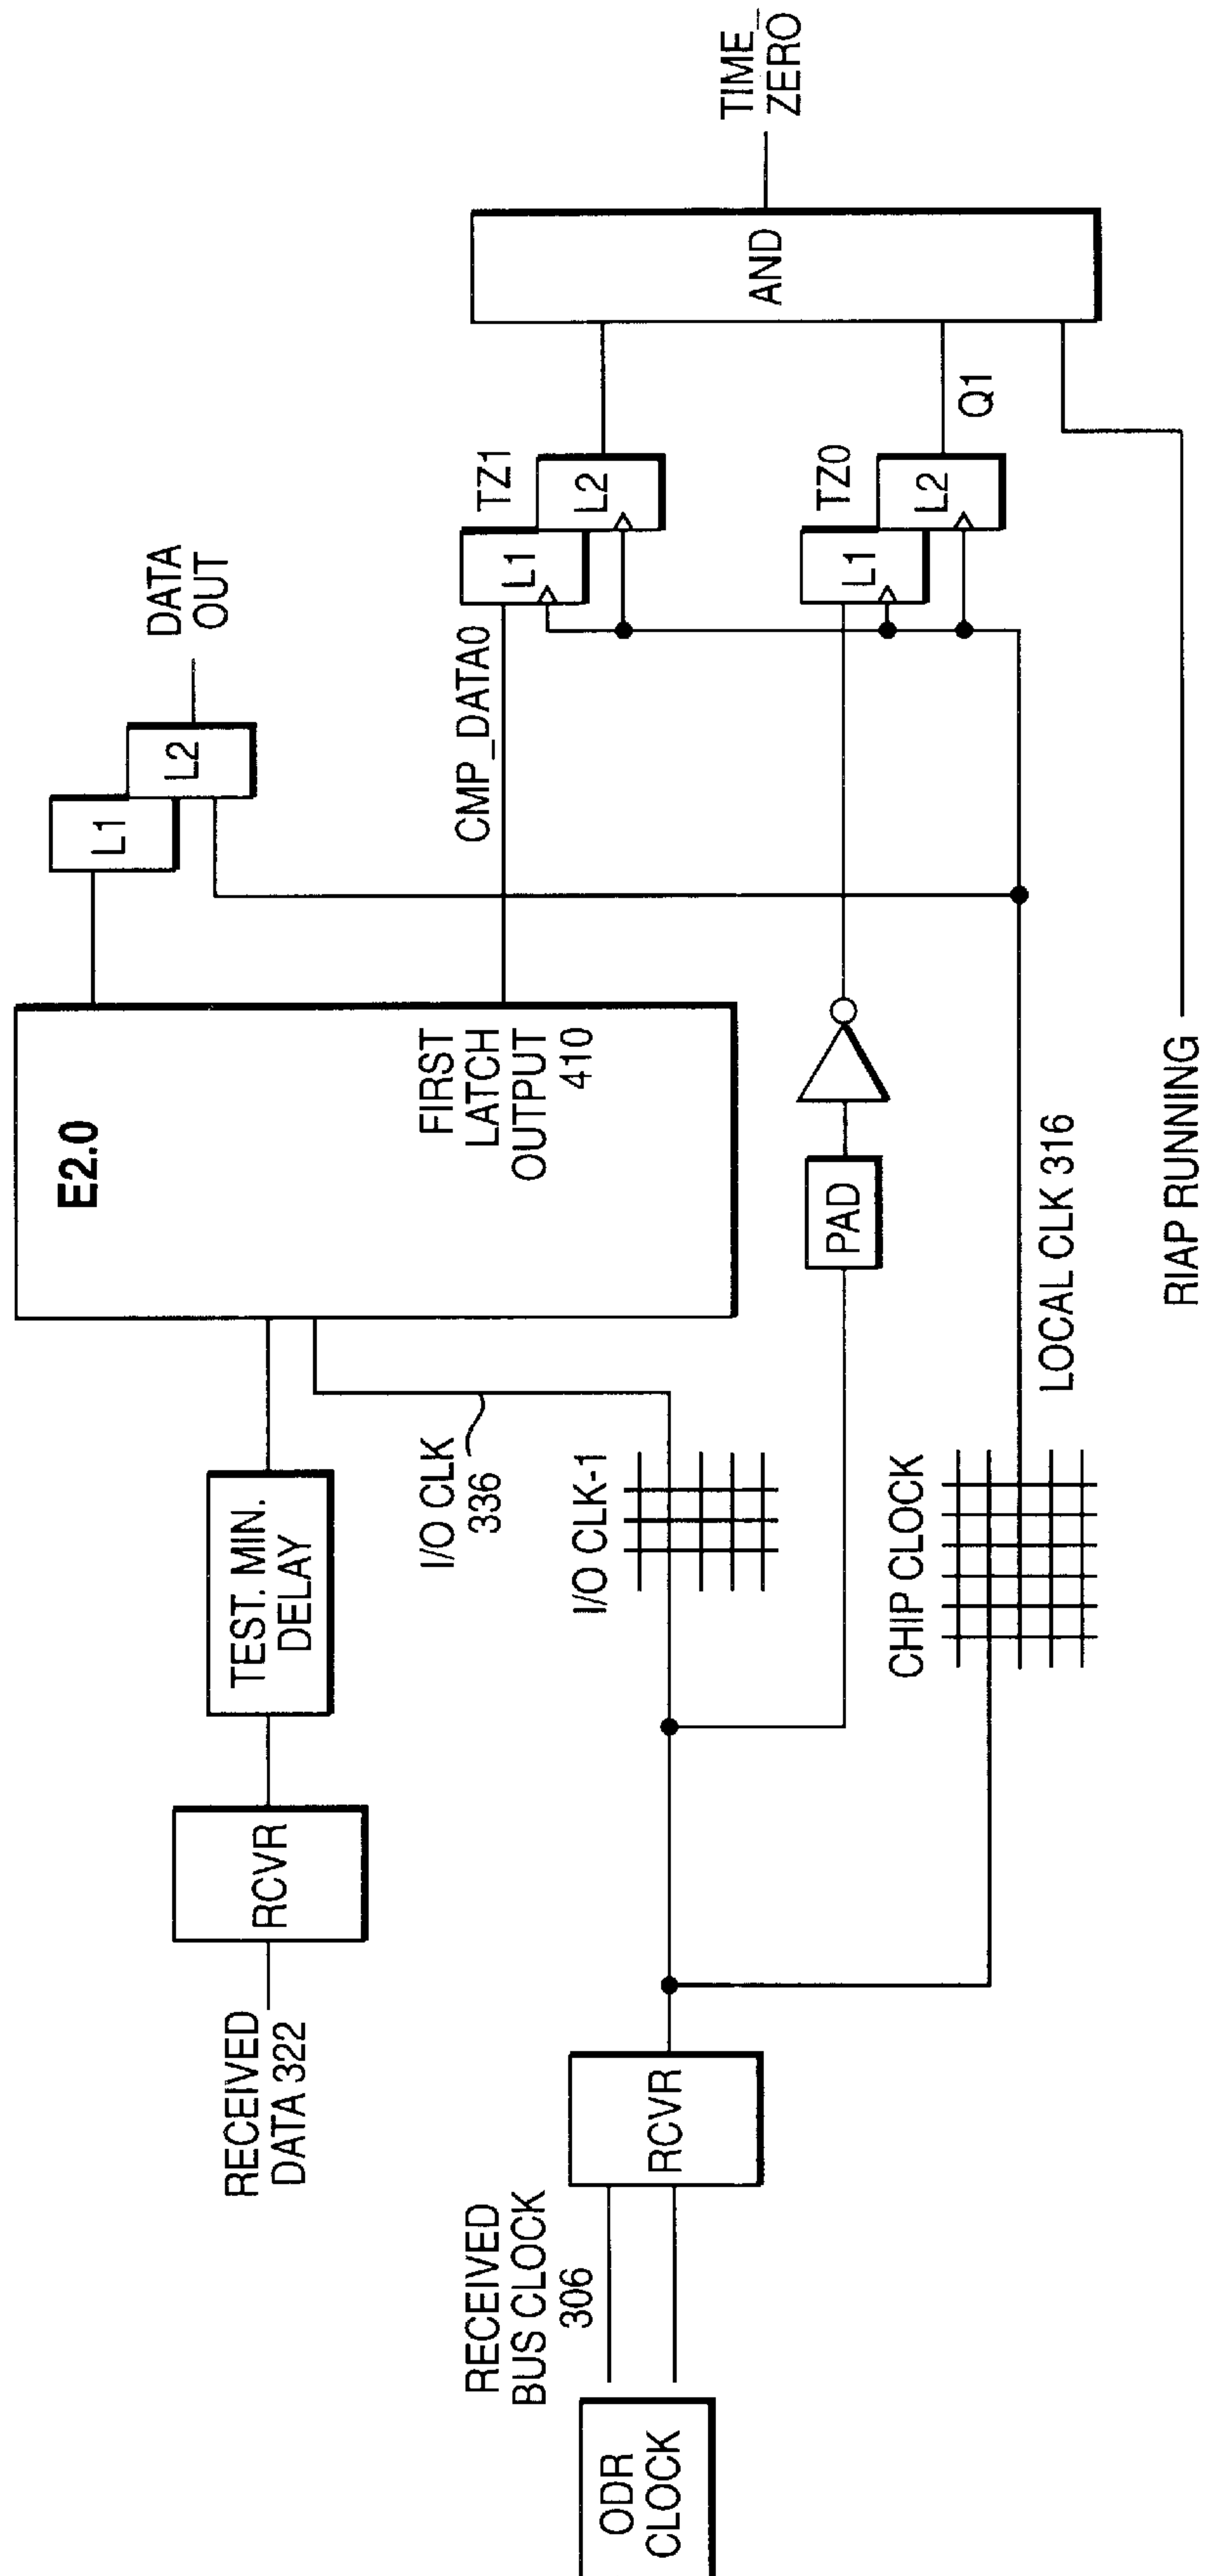 ODR
CLOCK
RECEIVED
BUS CLOCK
306
RCVR
RECEIVED
DATA 322
RCVR
TEST. MIN.
DELAY
I/O CLK
336
I/O CLK-1
CHIP CLOCK
E2.0
FIRST
LATCH
OUTPUT
410
PAD
LOCAL CLK 316
RIAP RUNNING
L1
L2
DATA
OUT
CMP_DATA0
L1
L2
TZ1
L1
L2
TZ0
Q1
AND
TIME_
ZERO